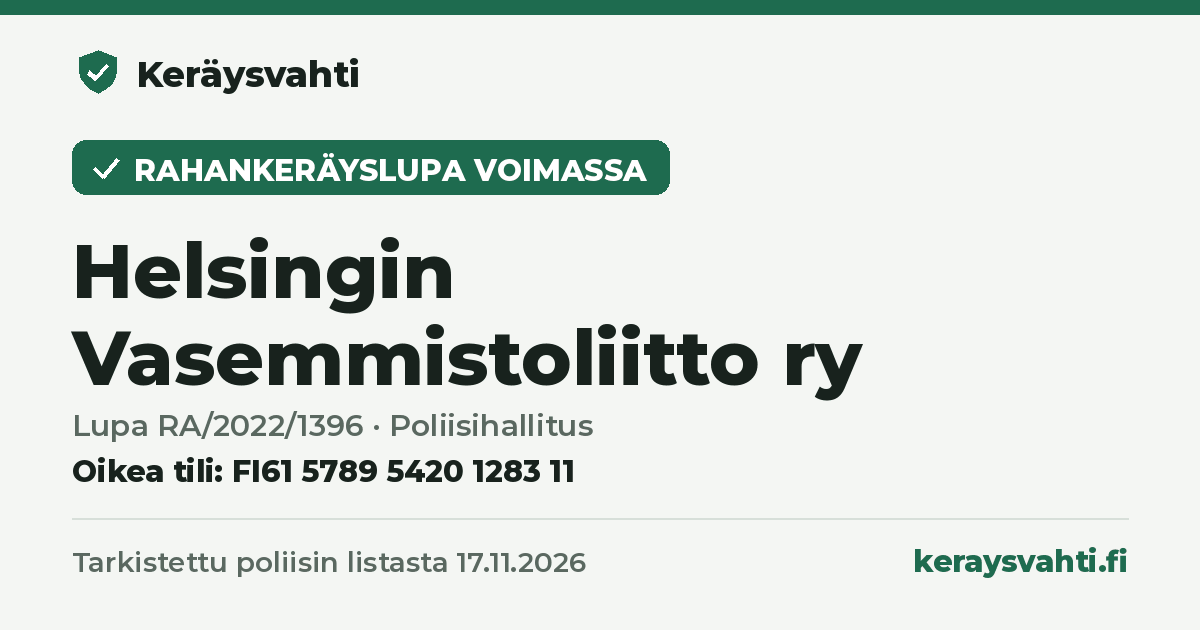 Keräysvahti
RAHANKERÄYSLUPA VOIMASSA
Helsingin
Vasemmistoliitto ry
Lupa RA/2022/1396 · Poliisihallitus
Oikea tili: FI61 5789 5420 1283 11
Tarkistettu poliisin listasta 17.11.2026
keraysvahti.fi